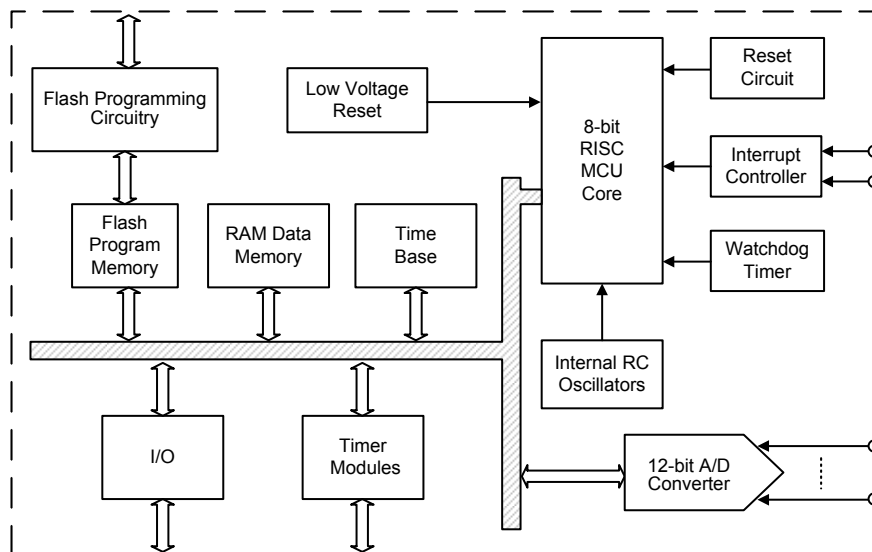 Flash Programming
Circuitry
Low Voltage
Reset
8-bit
RISC
MCU
Core
Reset
Circuit
Interrupt
Controller
Flash
Program
Memory
RAM Data
Memory
Time
Base
Watchdog
Timer
Internal RC
Oscillators
I/O
Timer
Modules
12-bit A/D
Converter